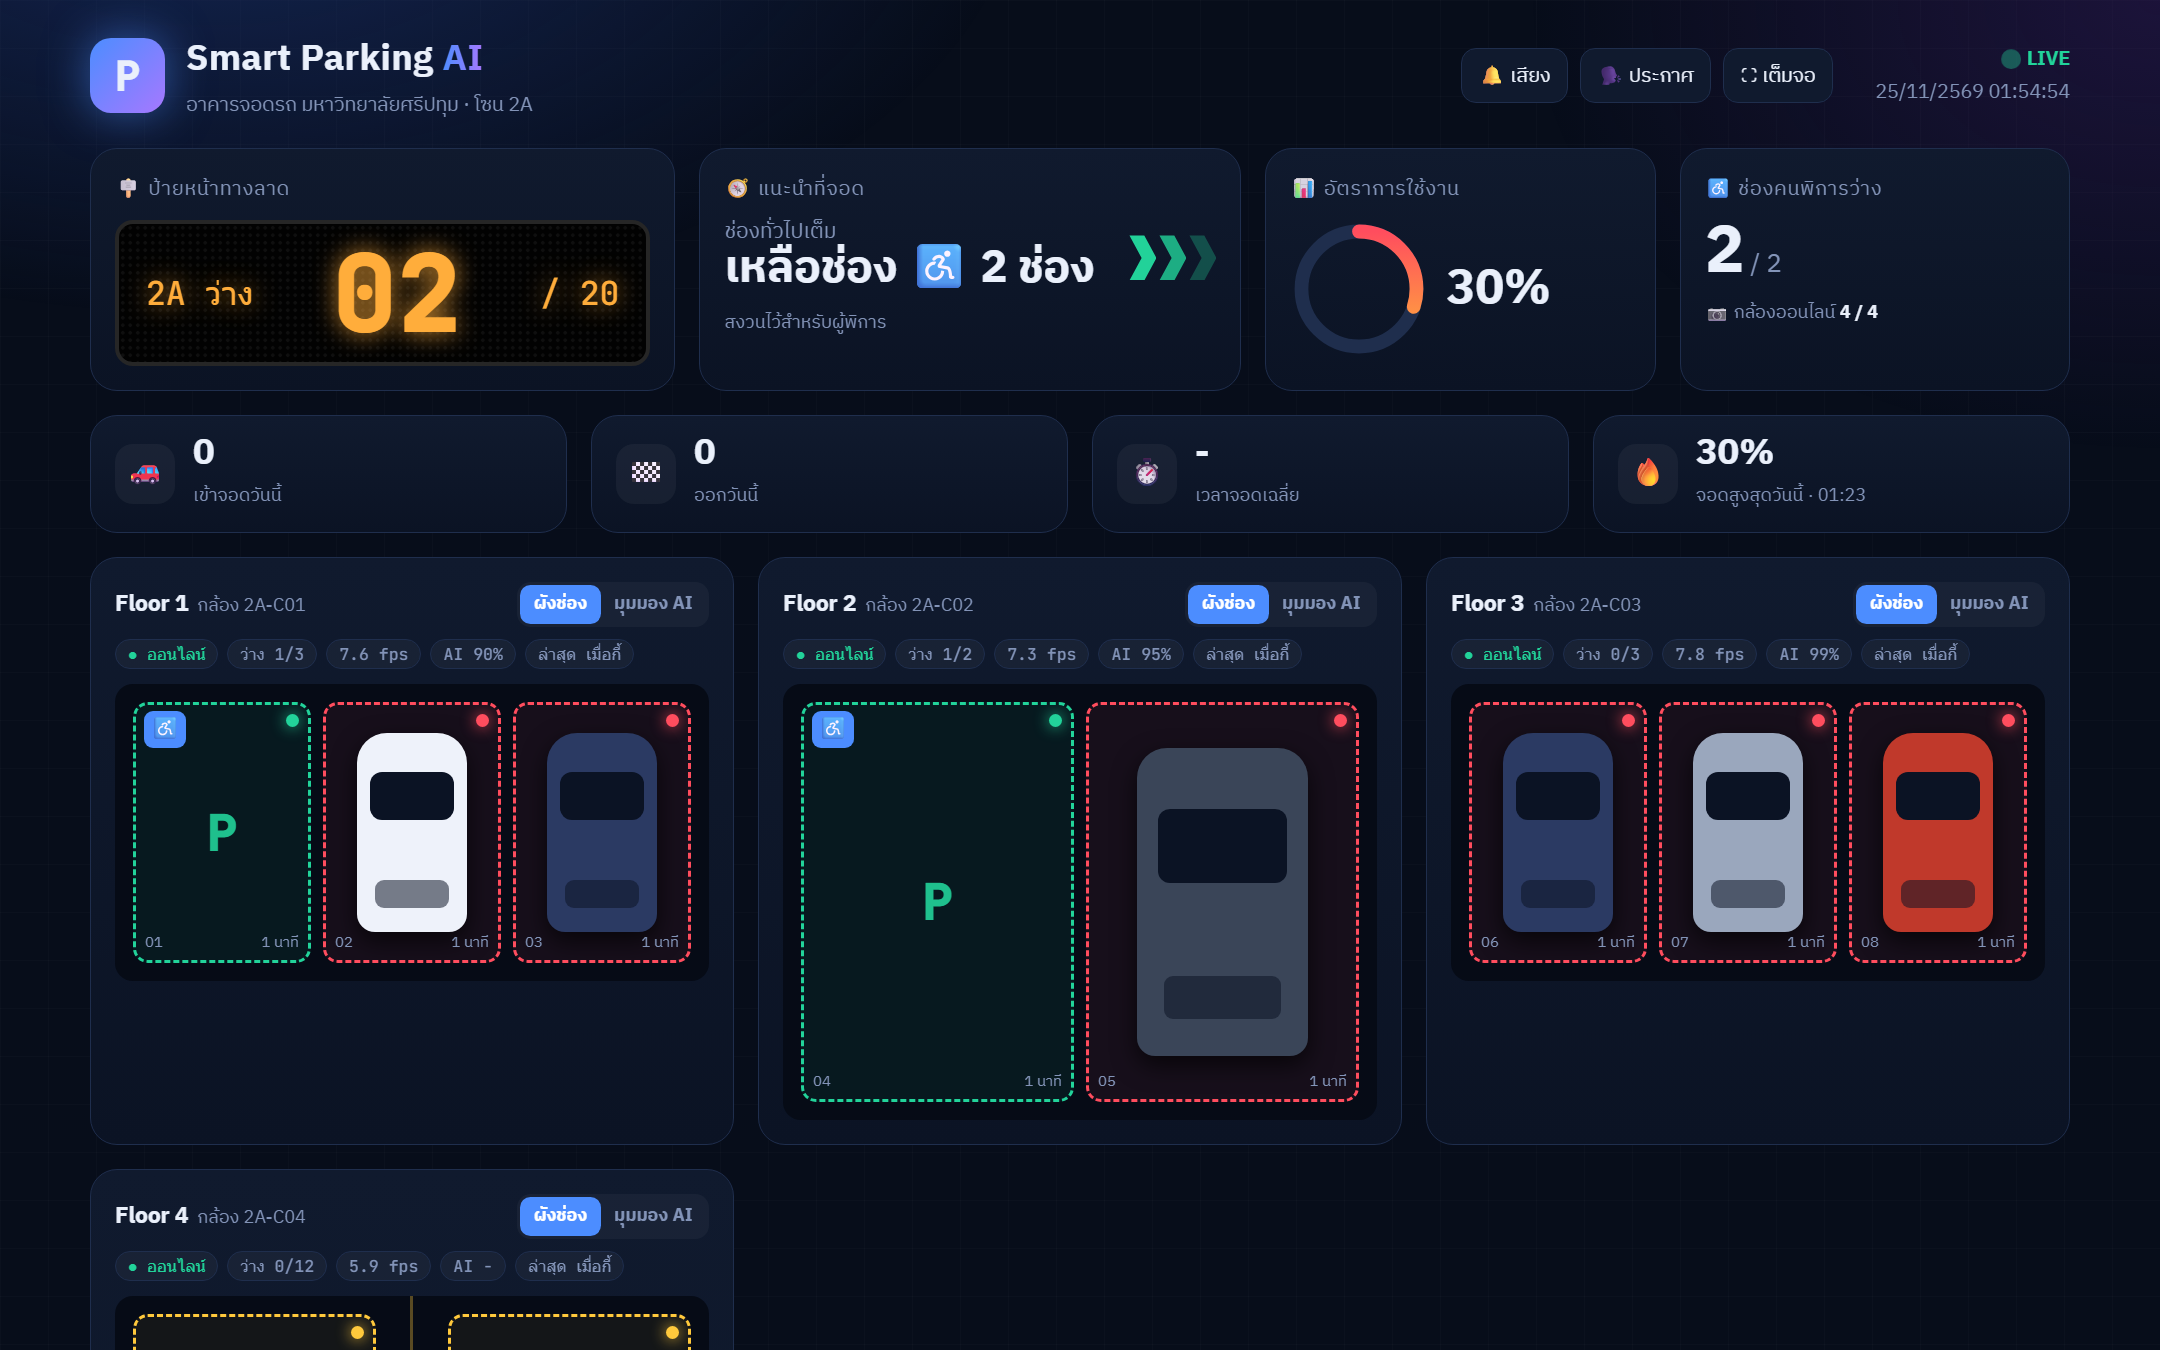 P
Smart Parking AI
อาคารจอดรถ มหาวิทยาลัยศรีปทุม · โซน 2A
🔔 เสียง
🗣 ประกาศ
⛶ เต็มจอ
LIVE
25/11/2569 01:54:54
ป้ายหน้าทางลาด
2A ว่าง 02 / 20
แนะนำที่จอด
ช่องทั่วไปเต็ม
เหลือช่อง ♿ 2 ช่อง
สงวนไว้สำหรับผู้พิการ
อัตราการใช้งาน
30%
ช่องคนพิการว่าง
2 / 2
กล้องออนไลน์ 4 / 4
0
เข้าจอดวันนี้
0
ออกวันนี้
-
เวลาจอดเฉลี่ย
30%
จอดสูงสุดวันนี้ · 01:23
Floor 1 กล้อง 2A-C01
ผังช่อง มุมมอง AI
● ออนไลน์ ว่าง 1/3 7.6 fps AI 90% ล่าสุด เมื่อกี้
P
01 1 นาที
02 1 นาที
03 1 นาที
Floor 2 กล้อง 2A-C02
ผังช่อง มุมมอง AI
● ออนไลน์ ว่าง 1/2 7.3 fps AI 95% ล่าสุด เมื่อกี้
P
04 1 นาที
05 1 นาที
Floor 3 กล้อง 2A-C03
ผังช่อง มุมมอง AI
● ออนไลน์ ว่าง 0/3 7.8 fps AI 99% ล่าสุด เมื่อกี้
06 1 นาที
07 1 นาที
08 1 นาที
Floor 4 กล้อง 2A-C04
ผังช่อง มุมมอง AI
● ออนไลน์ ว่าง 0/12 5.9 fps AI - ล่าสุด เมื่อกี้